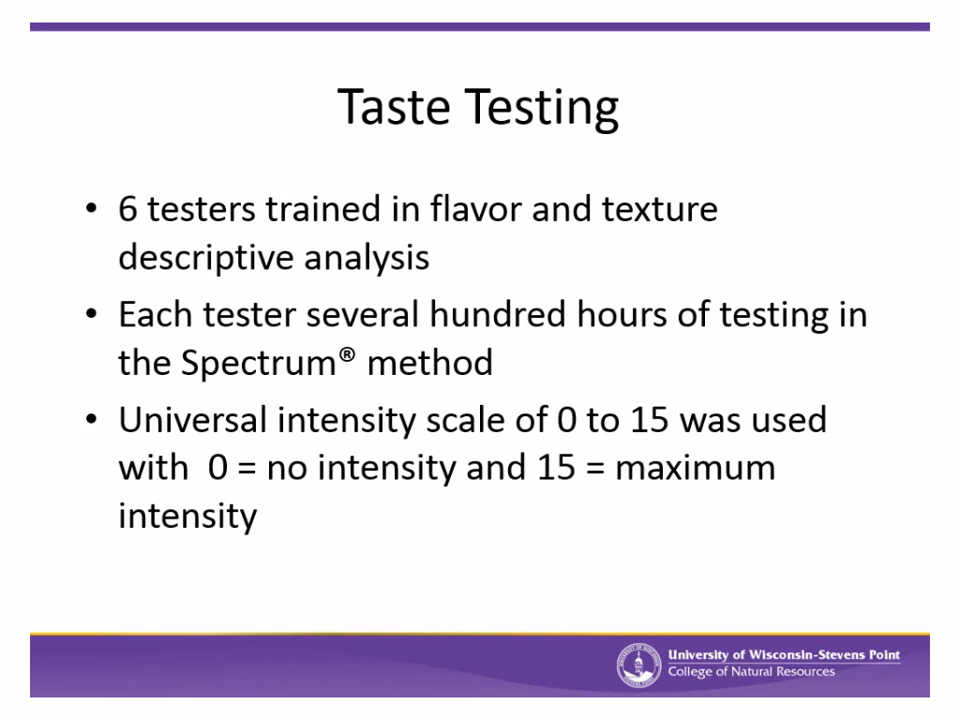 Taste Testing
• 6 testers trained in flavor and texture
descriptive analysis
• Each tester several hundred hours of testing in
the Spectrum® method
• Universal intensity scale of 0 to 15 was used
with  0 = no intensity and 15 = maximum
intensity
University of Wisconsin-Stevens Point
College of Natural Resources